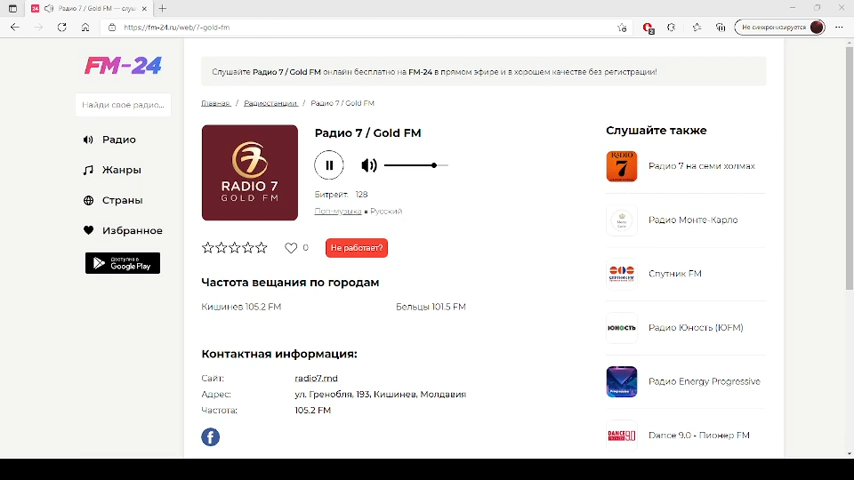 Радио 7 / Gold FM — слуш
https://fm-24.ru/web/7-gold-fm
Не синхронизируется
FM-24
Найди свое радио...
Радио
Жанры
Страны
Избранное
ДОСТУПНО В
Google Play
Слушайте Радио 7 / Gold FM онлайн бесплатно на FM-24 в прямом эфире и в хорошем качестве без регистрации!
Главная / Радиостанции / Радио 7 / Gold FM
7
RADIO 7
GOLD FM
Радио 7 / Gold FM
Битрейт: 128
Поп-музыка • Русский
0
Не работает?
Частота вещания по городам
Кишинев 105.2 FM
Бельцы 101.5 FM
Контактная информация:
Сайт: radio7.md
Адрес: ул. Гренобля, 193, Кишинев, Молдавия
Частота: 105.2 FM
Слушайте также
Радио 7 на семи холмах
Радио Монте-Карло
Спутник FM
Радио Юность (ЮFM)
Радио Energy Progressive
Dance 9.0 - Пионер FM